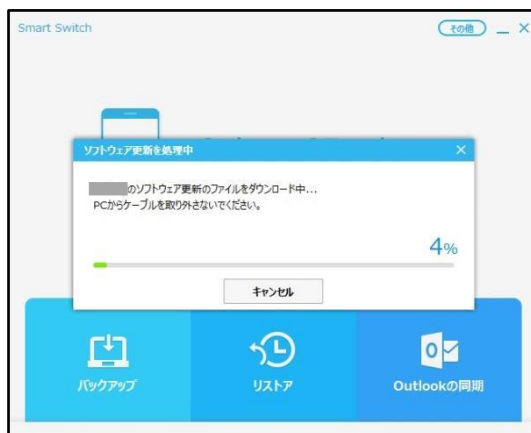 Smart Switch
その他
ソフトウェア更新を処理中
のソフトウェア更新のファイルをダウンロード中...
PCからケーブルを取り外さないでください。
4%
キャンセル
バックアップ
リストア
Outlookの同期